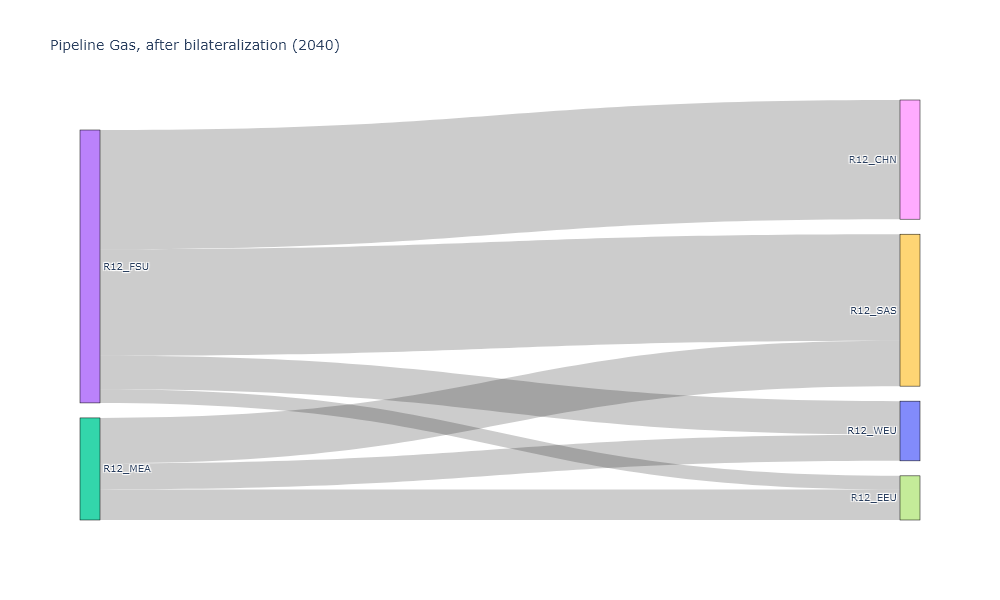 Pipeline Gas, after bilateralization (2040)
R12_CHN
R12_FSU
R12_SAS
R12_WEU
R12_MEA
R12_EEU